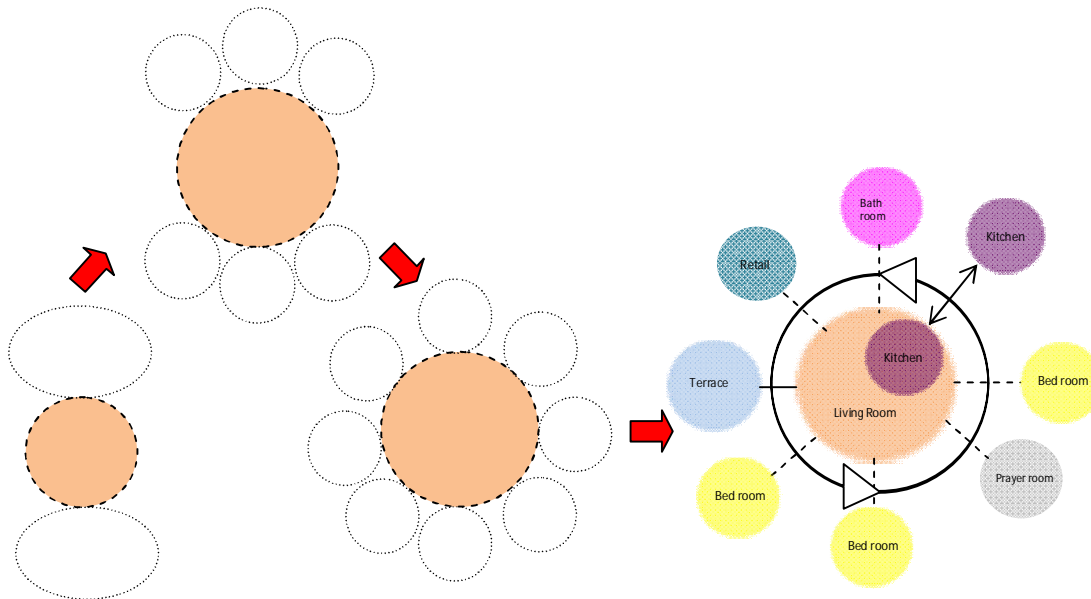 Bath
room
Kitchen
Retail
Kitchen
Terrace
Bed room
Living Room
Prayer room
Bed room
Bed room